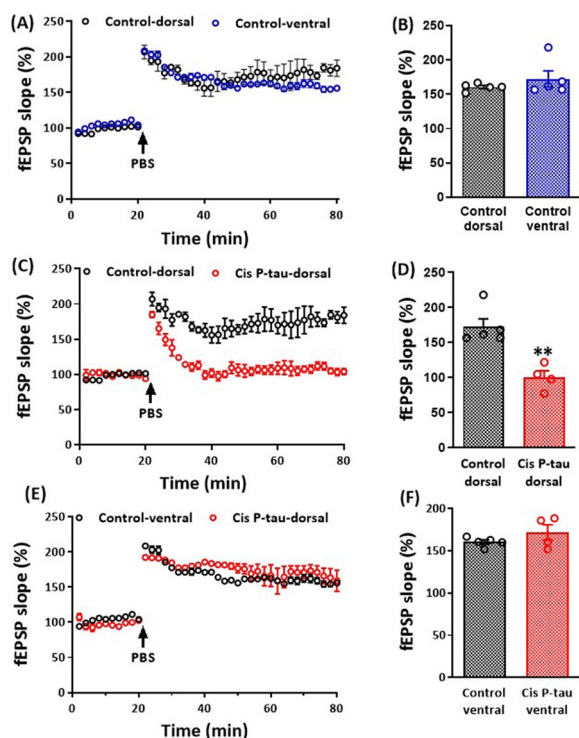 (A)
Control-dorsal
Control-ventral
fEPSP slope (%)
250
200
150
100
50
0
20
40
60
80
PBS
Time (min)
(B)
fEPSP slope (%)
250
200
150
100
50
0
Control
dorsal
Control
ventral
(C)
Control-dorsal
Cis P-tau-dorsal
fEPSP slope (%)
250
200
150
100
50
0
0
20
40
60
80
PBS
Time (min)
(D)
fEPSP slope (%)
250
200
150
100
50
0
**
Control
dorsal
Cis P-tau
dorsal
(E)
Control-ventral
Cis P-tau-dorsal
fEPSP slope (%)
250
200
150
100
50
0
0
20
40
60
80
PBS
Time (min)
(F)
fEPSP slope (%)
200
150
100
50
0
Control
ventral
Cis P-tau
ventral